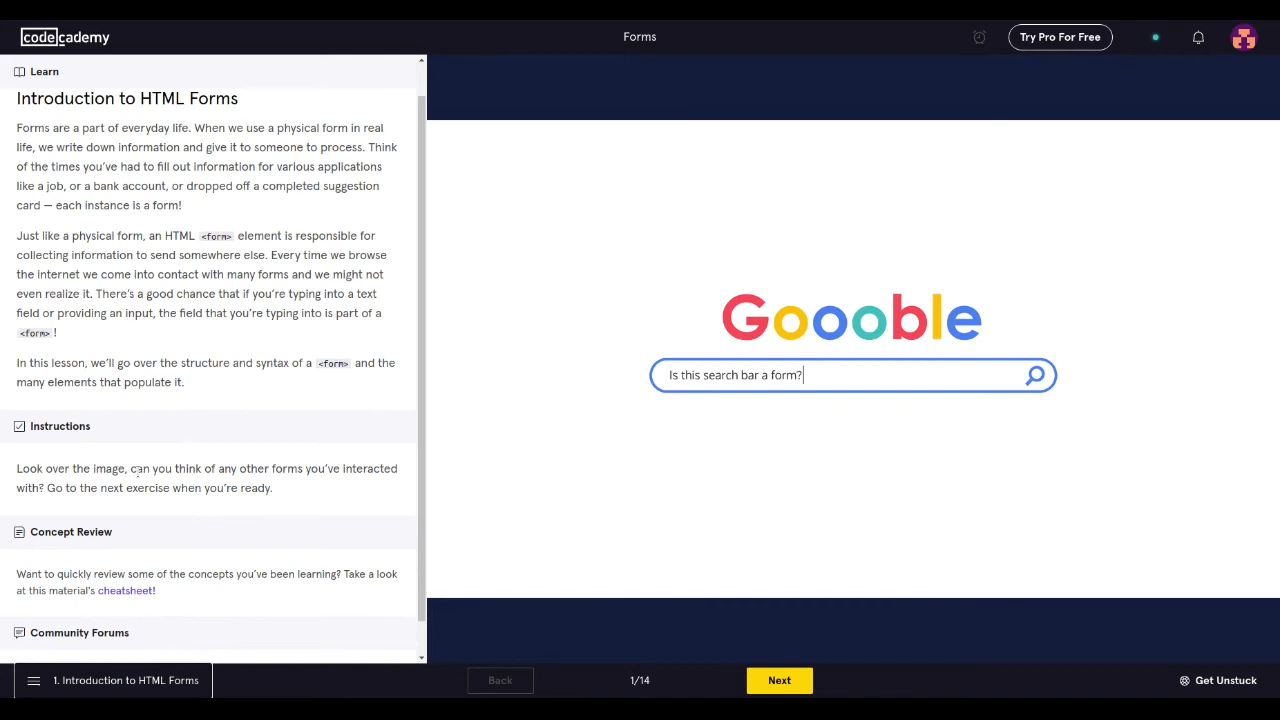 codecademy
Forms
Try Pro For Free
Learn
Introduction to HTML Forms
Forms are a part of everyday life. When we use a physical form in real
life, we write down information and give it to someone to process. Think
of the times you've had to fill out information for various applications
like a job, or a bank account, or dropped off a completed suggestion
card — each instance is a form!
Just like a physical form, an HTML <form> element is responsible for
collecting information to send somewhere else. Every time we browse
the internet we come into contact with many forms and we might not
even realize it. There's a good chance that if you're typing into a text
field or providing an input, the field that you're typing into is part of a
<form> !
In this lesson, we'll go over the structure and syntax of a <form> and the
many elements that populate it.
Instructions
Look over the image, can you think of any other forms you've interacted
with? Go to the next exercise when you're ready.
Concept Review
Want to quickly review some of the concepts you've been learning? Take a look
at this material's cheatsheet!
Community Forums
Goooble
Is this search bar a form?
1. Introduction to HTML Forms
Back
1/14
Next
Get Unstuck